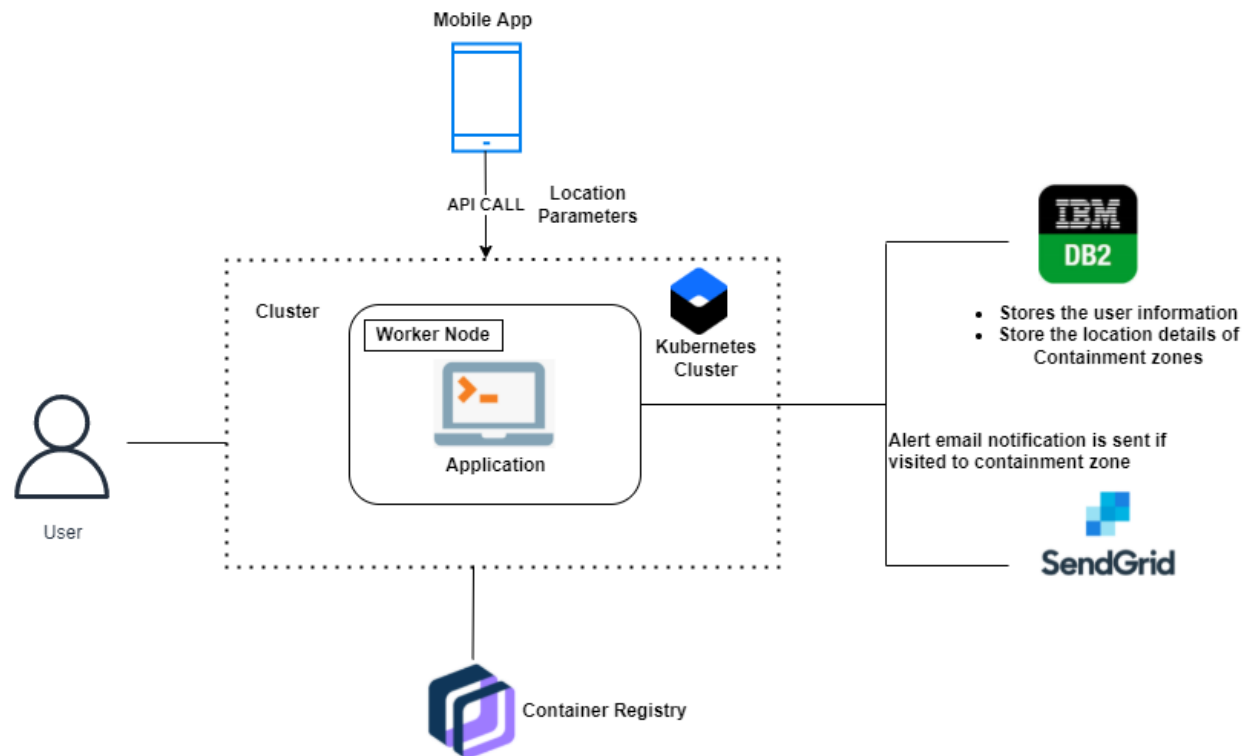 Mobile App
API CALL
Location
Parameters
Cluster
Worker Node
Application
Kubernetes
Cluster
User
IBM
DB2
• Stores the user information
• Store the location details of
Containment zones
Alert email notification is sent if
visited to containment zone
SendGrid
Container Registry